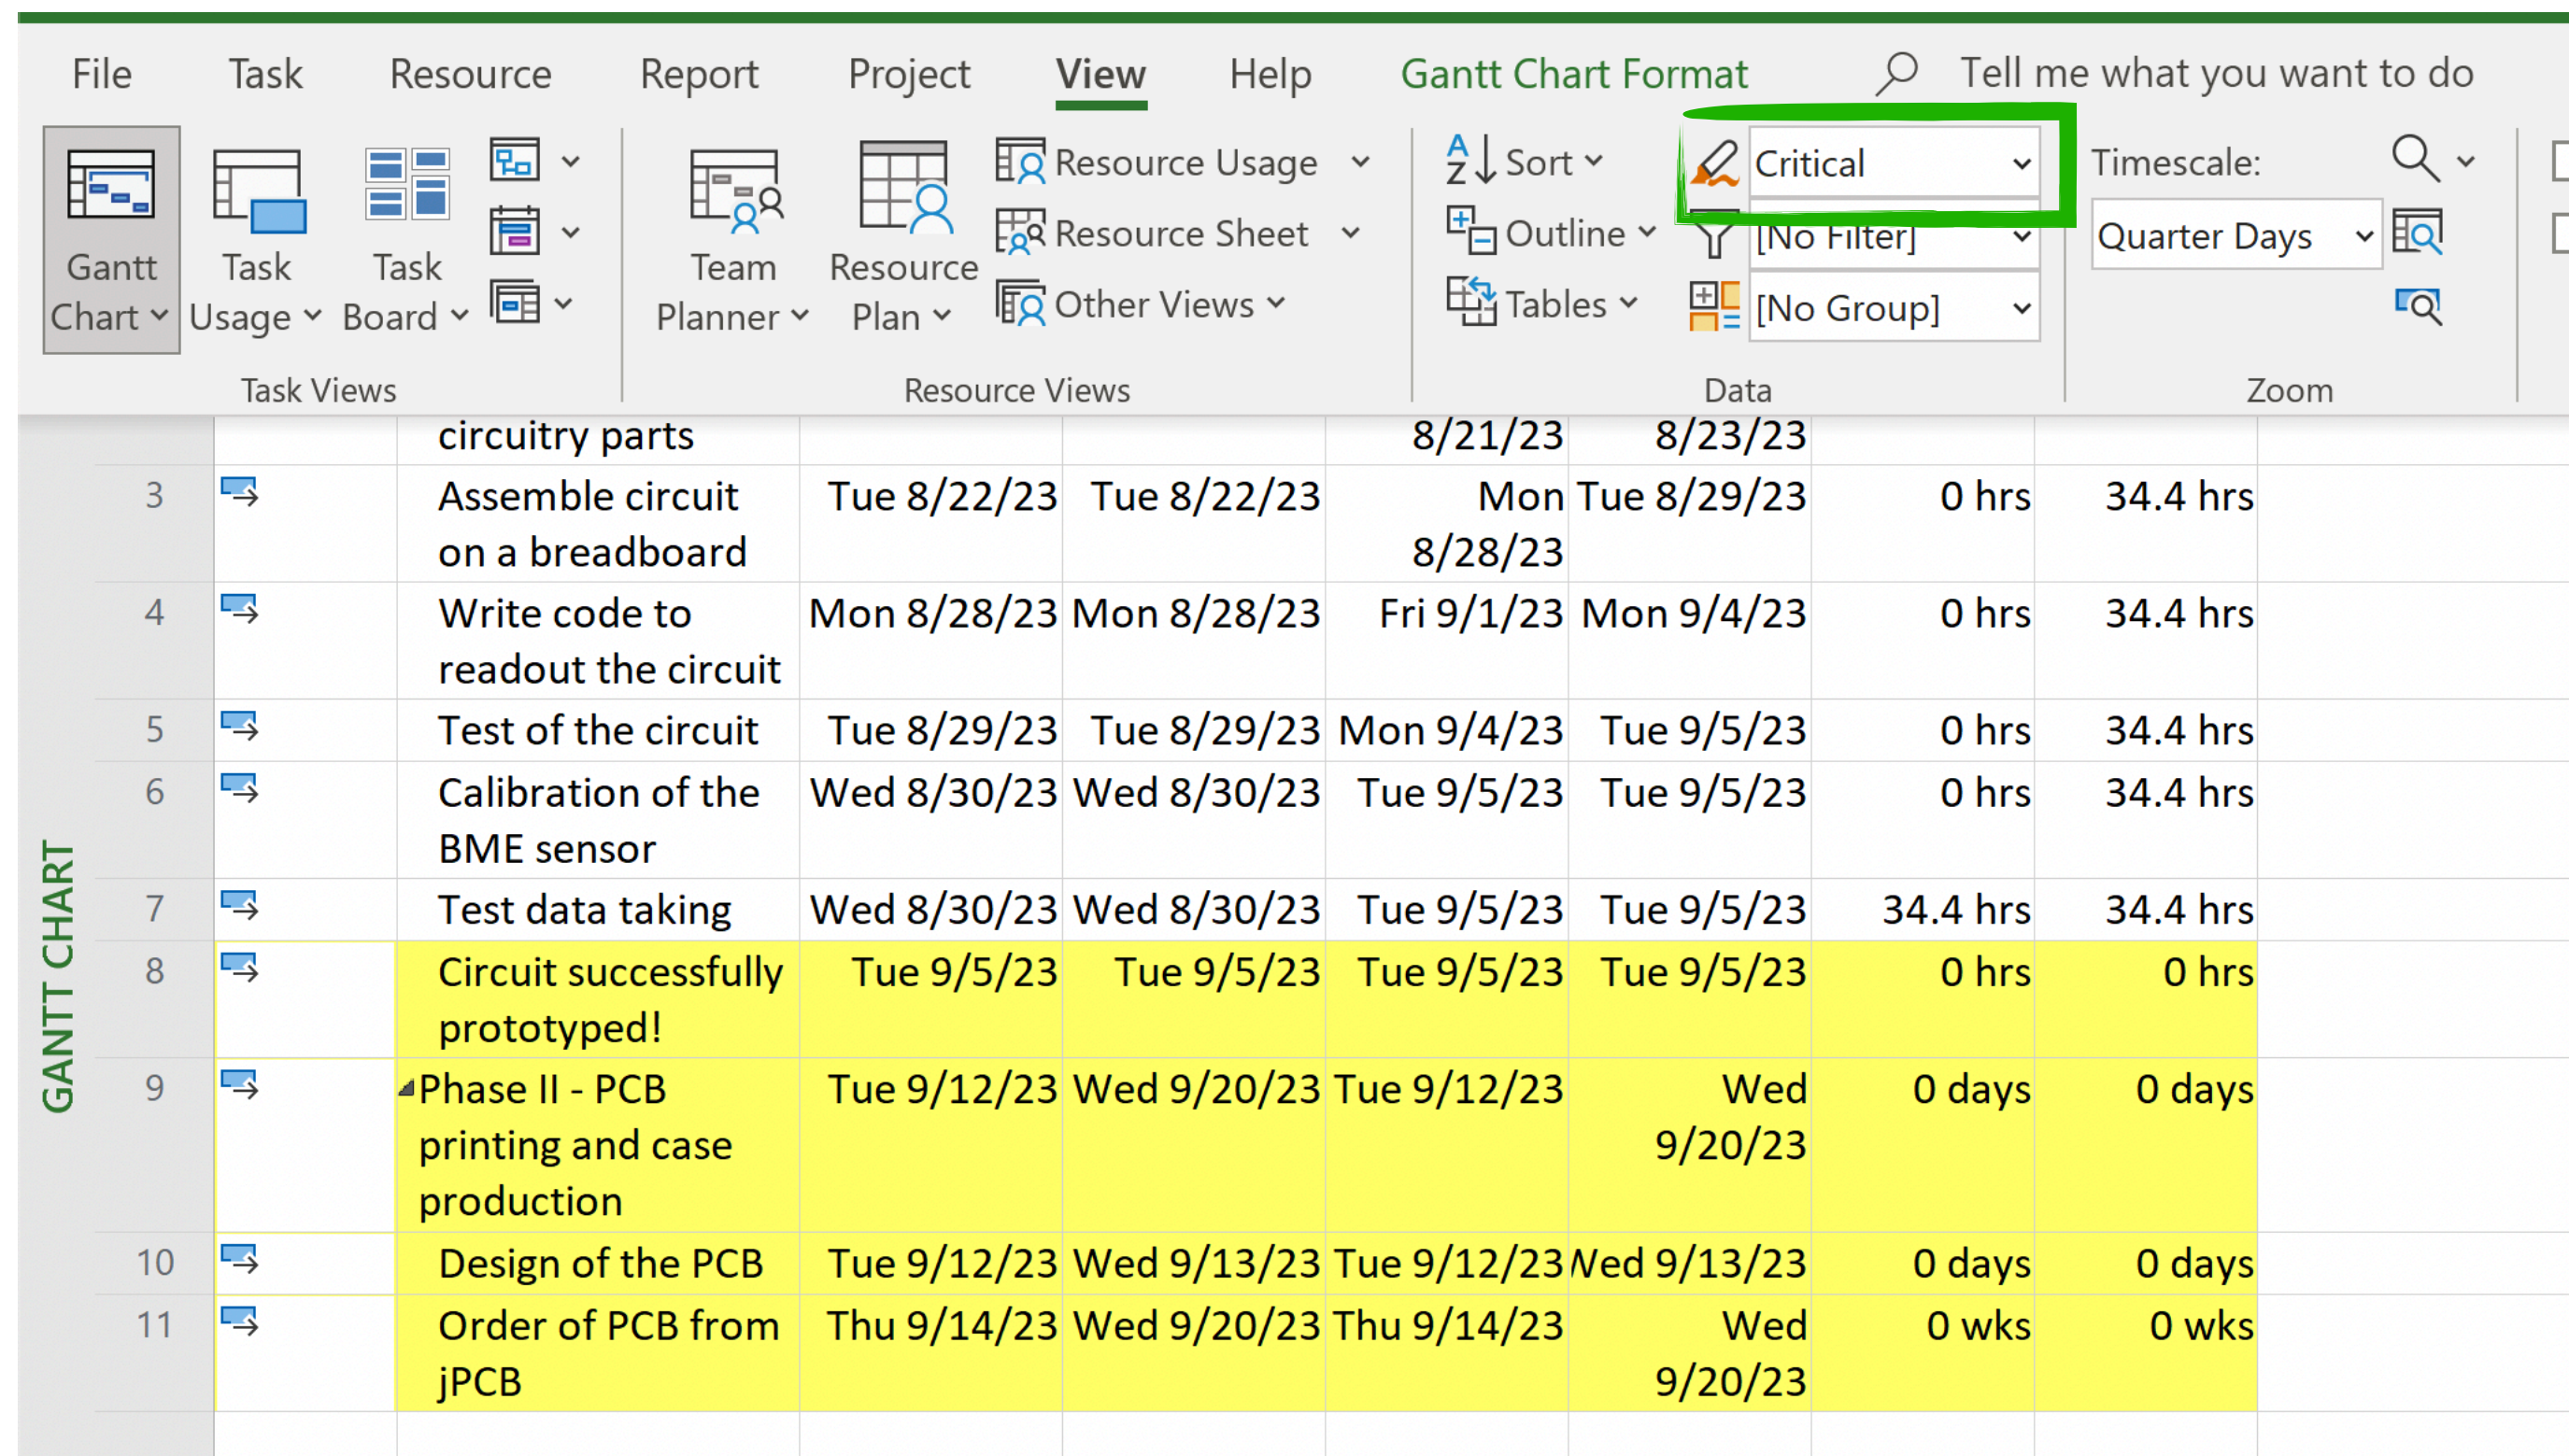 File Task Resource Report Project View Help Gantt Chart Format Tell me what you want to do
Gantt Chart
Task Usage
Task Board
Task Views
Team Planner
Resource Plan
Resource Usage
Resource Sheet
Other Views
Resource Views
Sort
Outline
Tables
Critical
[No Filter]
[No Group]
Data
Timescale:
Quarter Days
Zoom
GANTT CHART
circuitry parts 8/21/23 8/23/23
3 Assemble circuit Tue 8/22/23 Tue 8/22/23 Mon Tue 8/29/23 0 hrs 34.4 hrs
on a breadboard 8/28/23
4 Write code to Mon 8/28/23 Mon 8/28/23 Fri 9/1/23 Mon 9/4/23 0 hrs 34.4 hrs
readout the circuit
5 Test of the circuit Tue 8/29/23 Tue 8/29/23 Mon 9/4/23 Tue 9/5/23 0 hrs 34.4 hrs
6 Calibration of the Wed 8/30/23 Wed 8/30/23 Tue 9/5/23 Tue 9/5/23 0 hrs 34.4 hrs
BME sensor
7 Test data taking Wed 8/30/23 Wed 8/30/23 Tue 9/5/23 Tue 9/5/23 34.4 hrs 34.4 hrs
8 Circuit successfully Tue 9/5/23 Tue 9/5/23 Tue 9/5/23 Tue 9/5/23 0 hrs 0 hrs
prototyped!
9 Phase II - PCB Tue 9/12/23 Wed 9/20/23 Tue 9/12/23 Wed 0 days 0 days
printing and case 9/20/23
production
10 Design of the PCB Tue 9/12/23 Wed 9/13/23 Tue 9/12/23 Wed 9/13/23 0 days 0 days
11 Order of PCB from Thu 9/14/23 Wed 9/20/23 Thu 9/14/23 Wed 0 wks 0 wks
jPCB 9/20/23